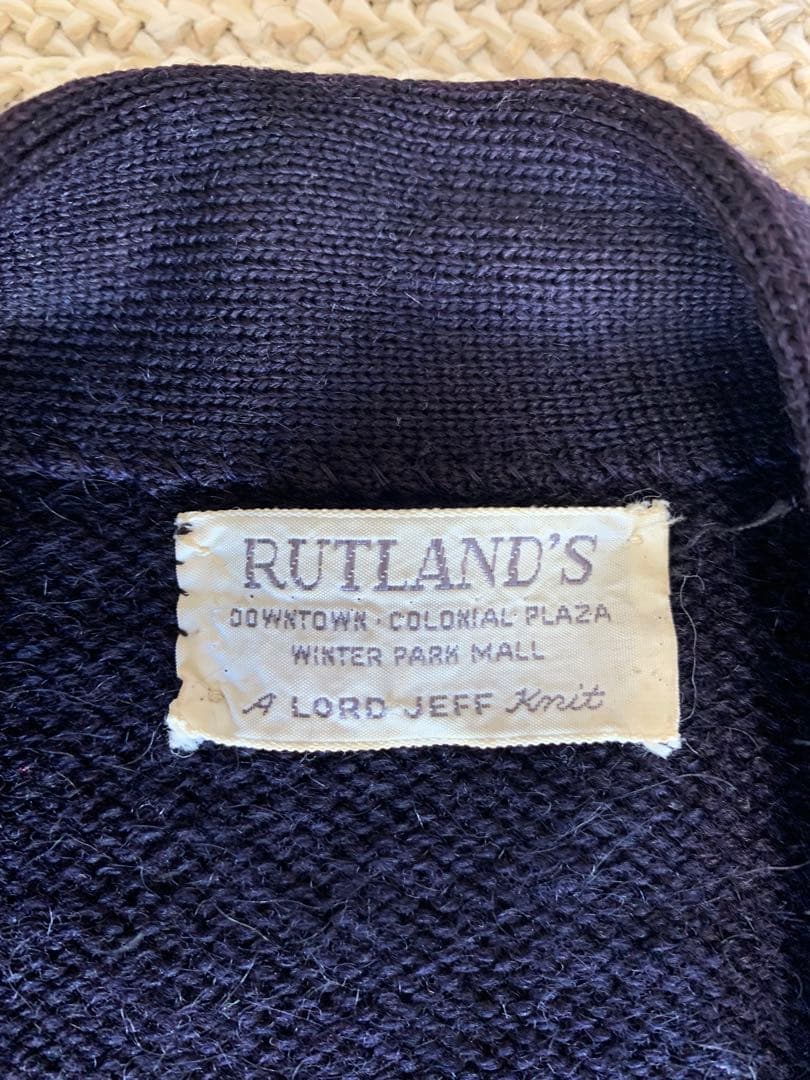 RUTLAND'S
DOWNTOWN · COLONIAL PLAZA
WINTER PARK MALL
A LORD JEFF Knit